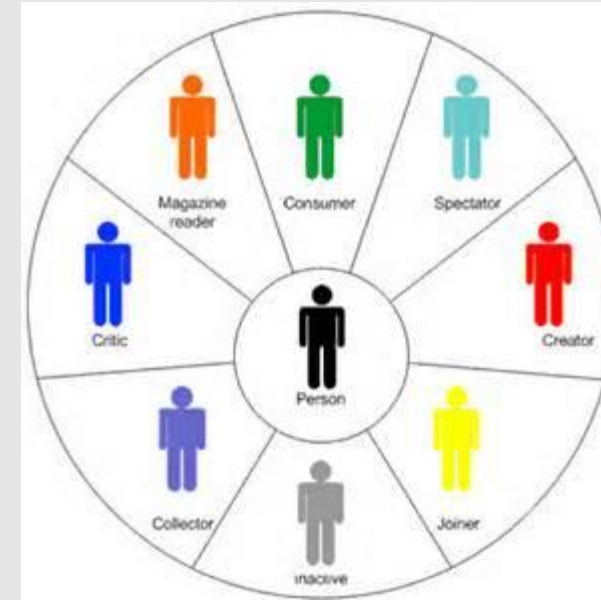 Magazine
reader
Consumer
Spectator
Critic
Creator
Person
Collector
Joiner
Inactive